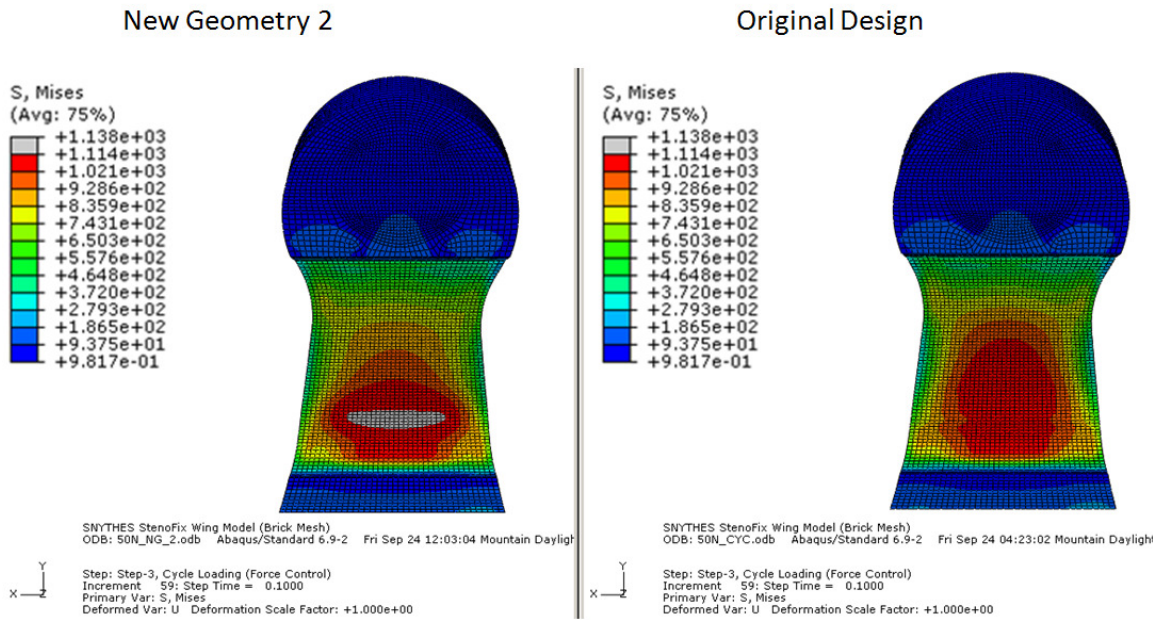 New Geometry 2
S, Mises
(Avg: 75%)
+1.138e+03
+1.114e+03
+1.021e+03
+9.286e+02
+8.359e+02
+7.431e+02
+6.503e+02
+5.576e+02
+4.648e+02
+3.720e+02
+2.793e+02
+1.865e+02
+9.375e+01
+9.817e-01
SNYTHES StenoFix Wing Model (Brick Mesh)
ODB: 50N_NG_2.odb Abaqus/Standard 6.9-2 Fri Sep 24 12:03:04 Mountain Dayligh
Step: Step-3, Cycle Loading (Force Control)
Increment 59: Step Time = 0.1000
Primary Var: S, Mises
Deformed Var: U Deformation Scale Factor: +1.000e+00
Y
X Z
Original Design
S, Mises
(Avg: 75%)
+1.138e+03
+1.114e+03
+1.021e+03
+9.286e+02
+8.359e+02
+7.431e+02
+6.503e+02
+5.576e+02
+4.648e+02
+3.720e+02
+2.793e+02
+1.865e+02
+9.375e+01
+9.817e-01
SNYTHES StenoFix Wing Model (Brick Mesh)
ODB: 50N_CYC.odb Abaqus/Standard 6.9-2 Fri Sep 24 04:23:02 Mountain Dayligh
Step: Step-3, Cycle Loading (Force Control)
Increment 59: Step Time = 0.1000
Primary Var: S, Mises
Deformed Var: U Deformation Scale Factor: +1.000e+00
Y
X Z